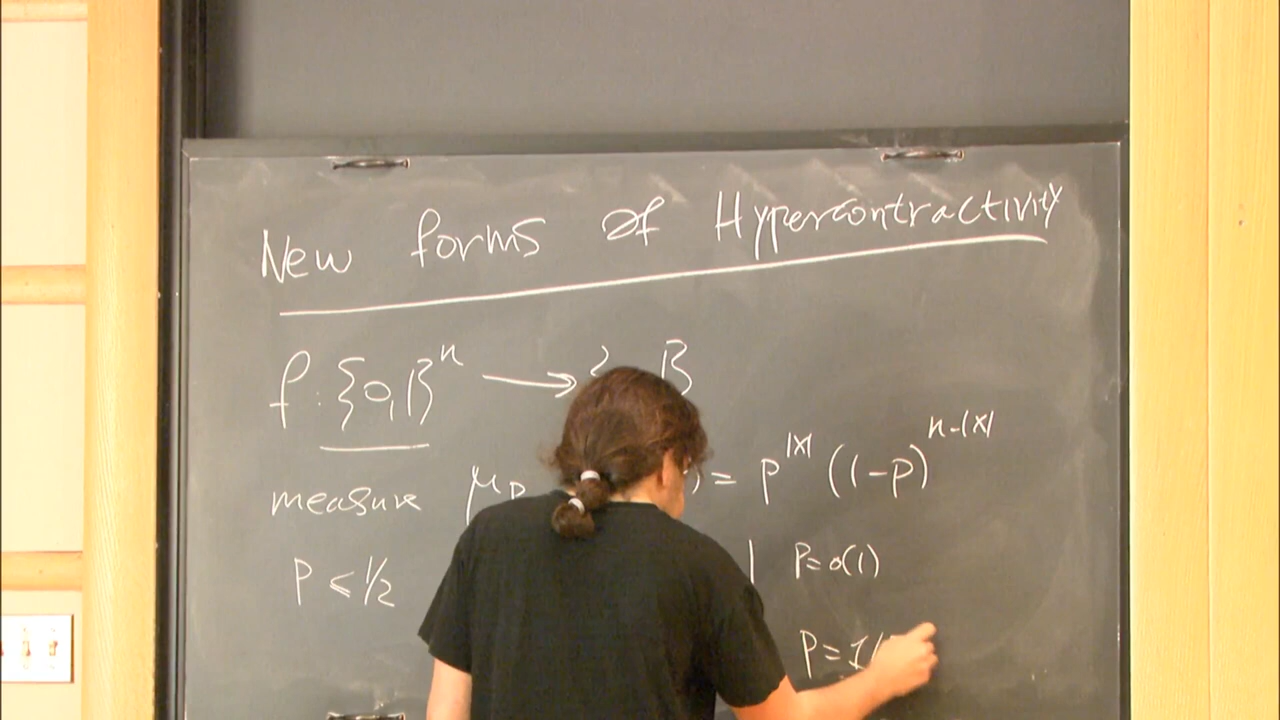 New forms of Hypercontractivity
f: {0,1}ⁿ →
measure μ_p ) = p^|x| (1-p)^n-|x|
P ≤ 1/2 | P=o(1)
P=1/